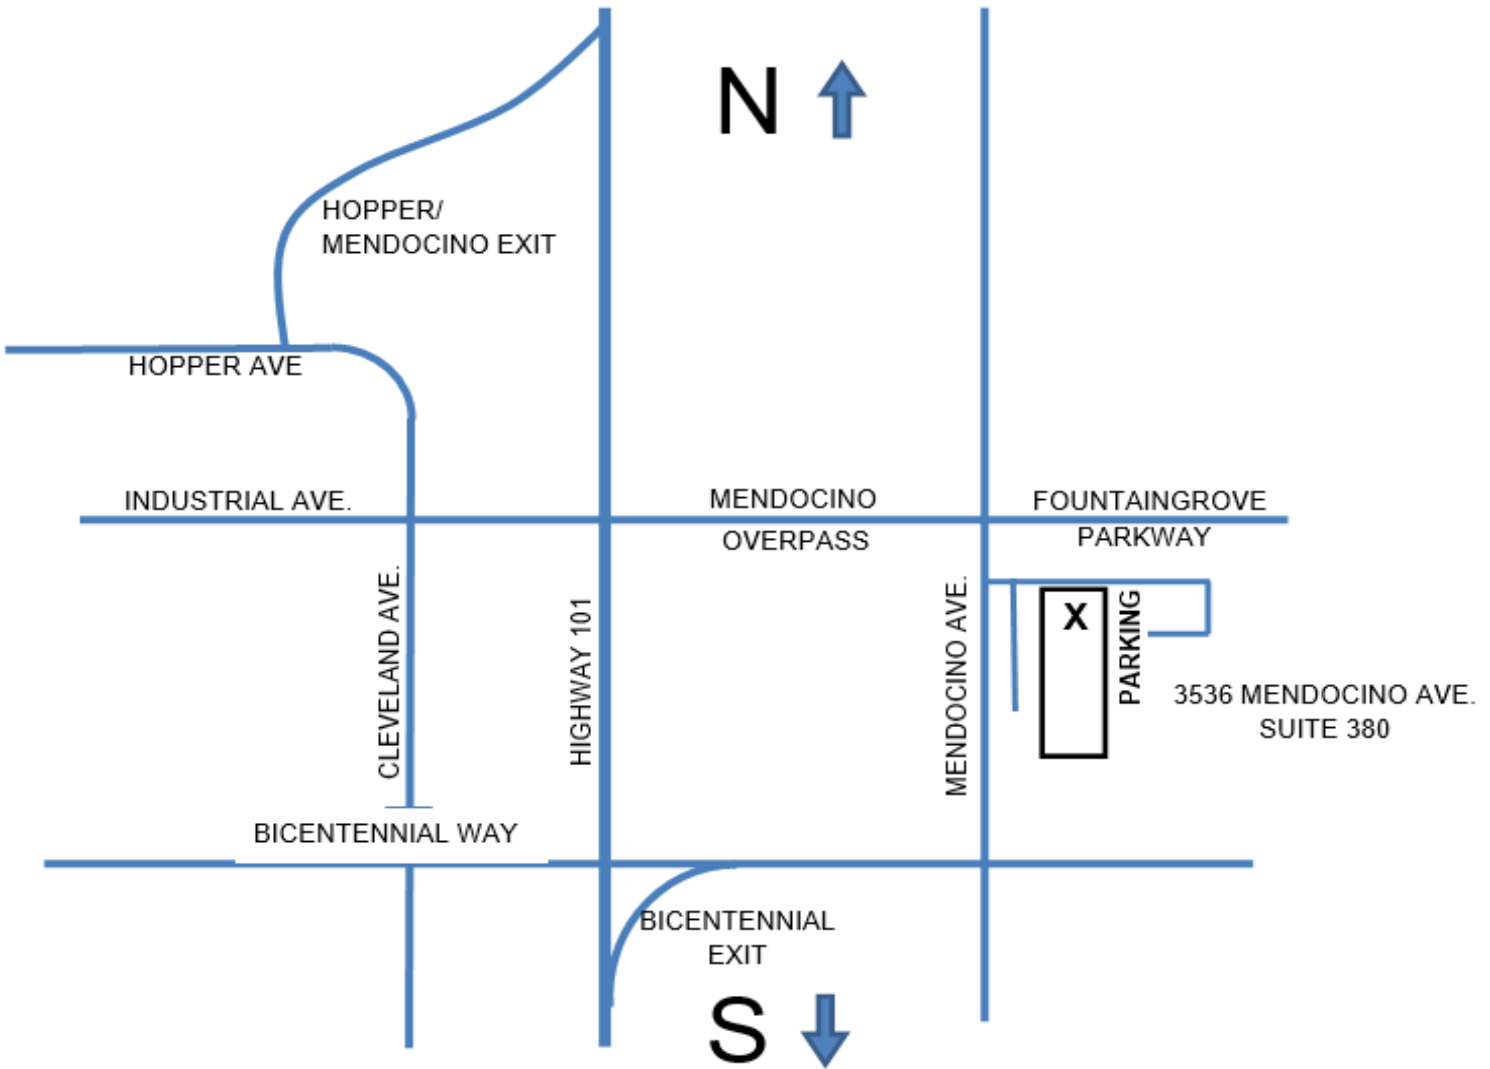 N
HOPPER/
MENDOCINO EXIT
HOPPER AVE
INDUSTRIAL AVE.
MENDOCINO
OVERPASS
FOUNTAINGROVE
PARKWAY
CLEVELAND AVE.
HIGHWAY 101
MENDOCINO AVE.
X
PARKING
3536 MENDOCINO AVE.
SUITE 380
BICENTENNIAL WAY
BICENTENNIAL
EXIT
S